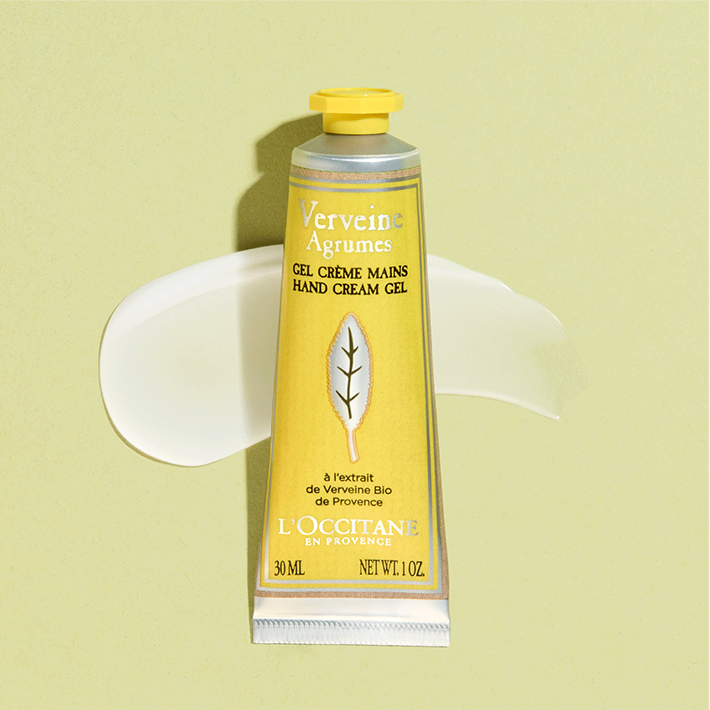 Verveine
Agrumes
GEL CRÈME MAINS
HAND CREAM GEL
à l'extrait
de Verveine Bio
de Provence
L'OCCITANE
EN PROVENCE
30 ML NET WT. 1 OZ.